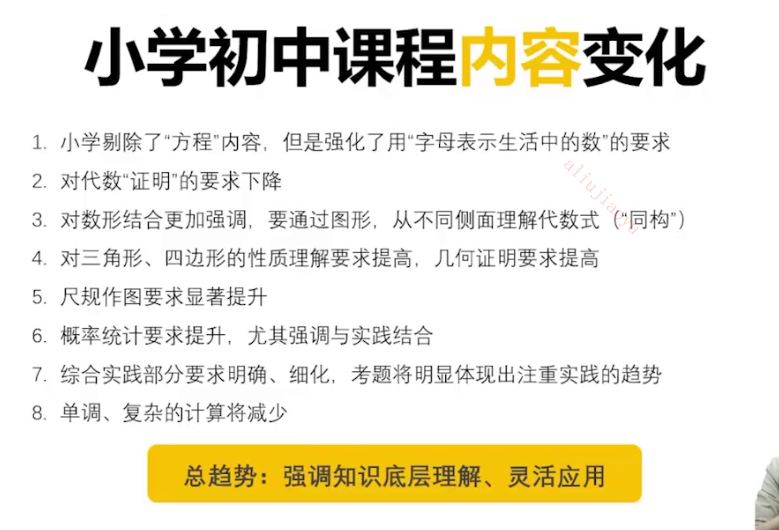 小学初中课程内容变化
1. 小学剔除了“方程”内容，但是强化了用“字母表示生活中的数”的要求
2. 对代数“证明”的要求下降
3. 对数形结合更加强调，要通过图形，从不同侧面理解代数式（“同构”）
4. 对三角形、四边形的性质理解要求提高，几何证明要求提高
5. 尺规作图要求显著提升
6. 概率统计要求提升，尤其强调与实践结合
7. 综合实践部分要求明确、细化，考题将明显体现出注重实践的趋势
8. 单调、复杂的计算将减少
总趋势：强调知识底层理解、灵活应用